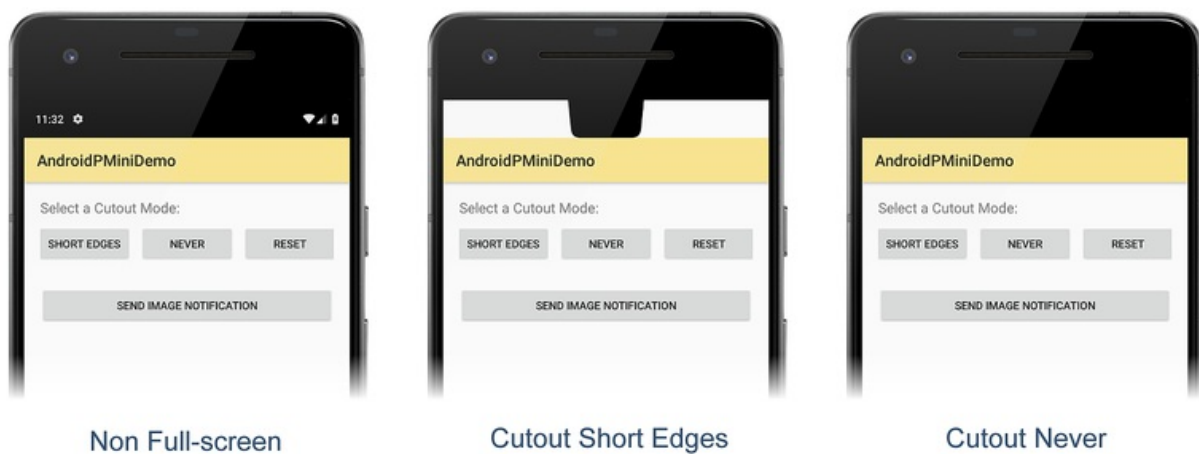 11:32
AndroidPMiniDemo
Select a Cutout Mode:
SHORT EDGES NEVER RESET
SEND IMAGE NOTIFICATION
Non Full-screen
AndroidPMiniDemo
Select a Cutout Mode:
SHORT EDGES NEVER RESET
SEND IMAGE NOTIFICATION
Cutout Short Edges
AndroidPMiniDemo
Select a Cutout Mode:
SHORT EDGES NEVER RESET
SEND IMAGE NOTIFICATION
Cutout Never